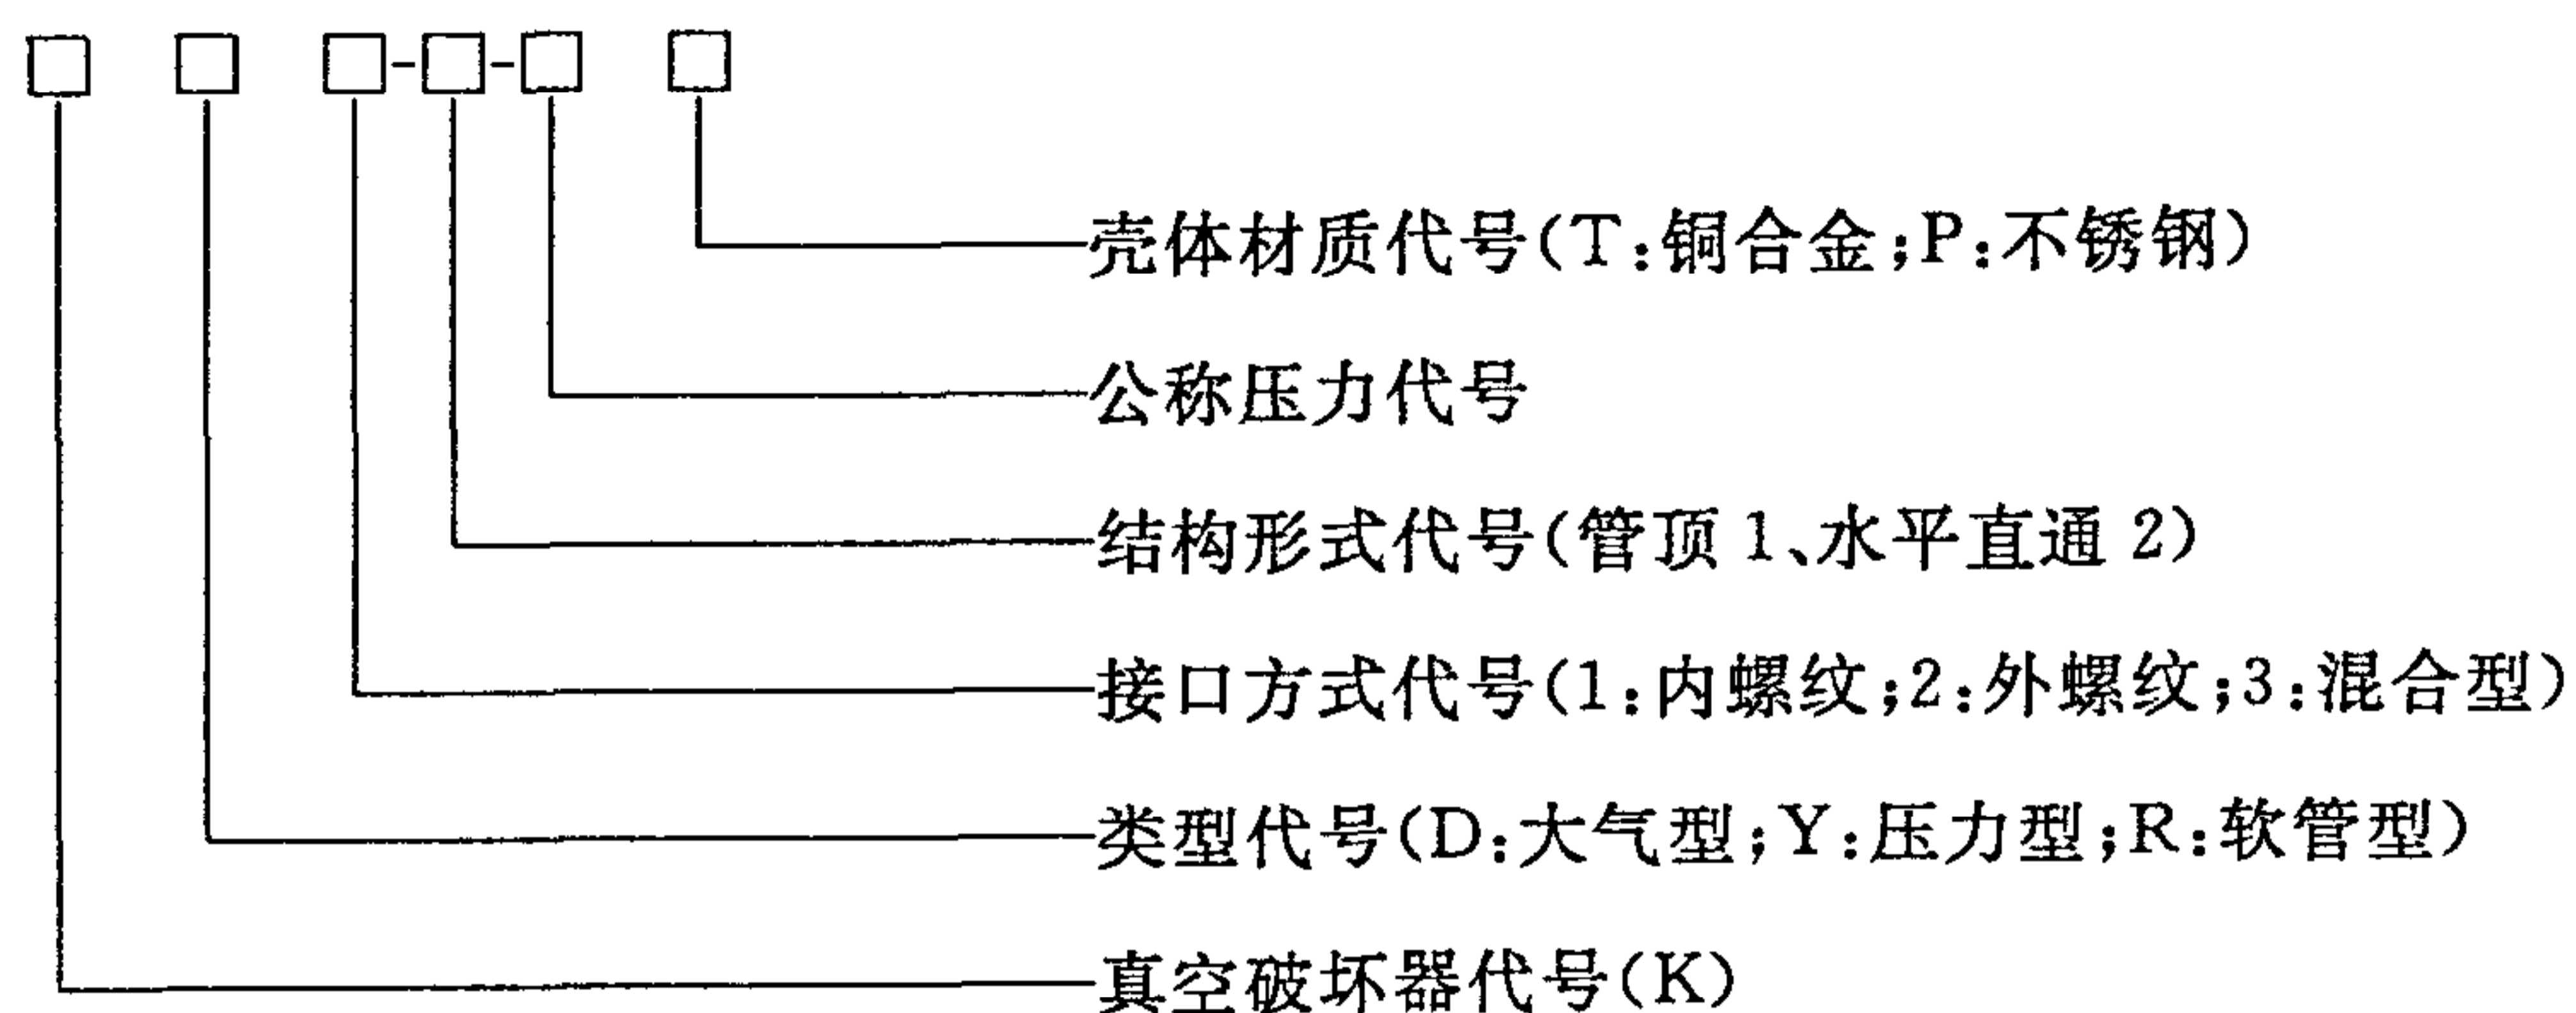 □ □ □-□-□ □
壳体材质代号(T:铜合金;P:不锈钢)
公称压力代号
结构形式代号(管顶 1、水平直通 2)
接口方式代号(1:内螺纹;2:外螺纹;3:混合型)
类型代号(D:大气型;Y:压力型;R:软管型)
真空破坏器代号(K)